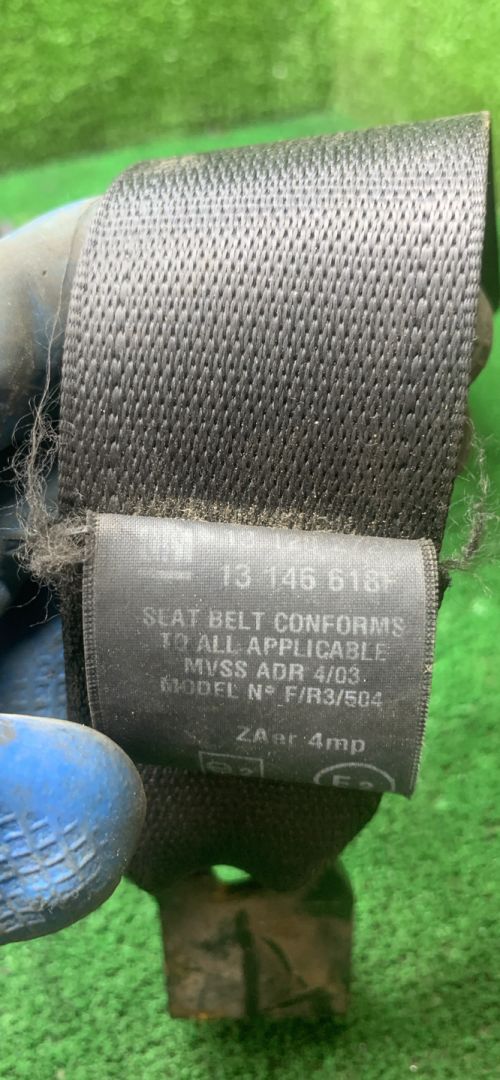 GM
13 146 618
SEAT BELT CONFORMS
TO ALL APPLICABLE
MVSS ADR 4/03
MODEL Nº F/R3/504
ZAer 4mp